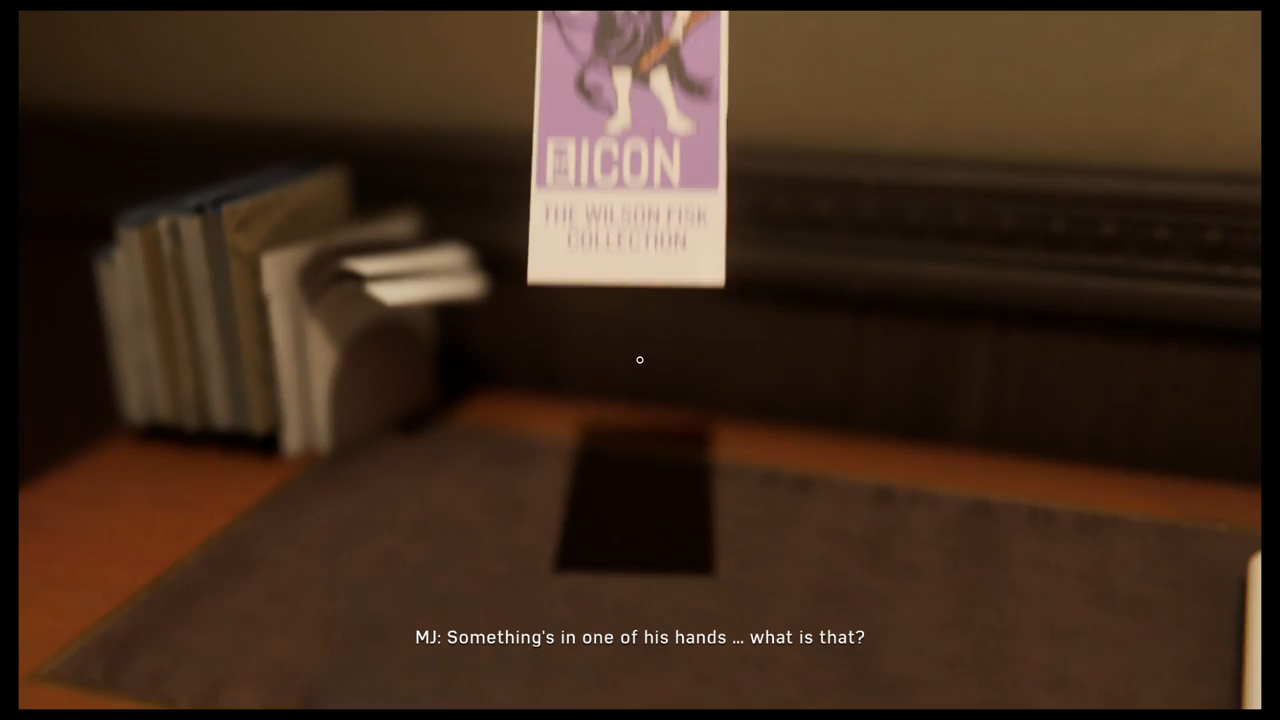 ICON
THE WILSON FISK
COLLECTION
MJ: Something's in one of his hands ... what is that?